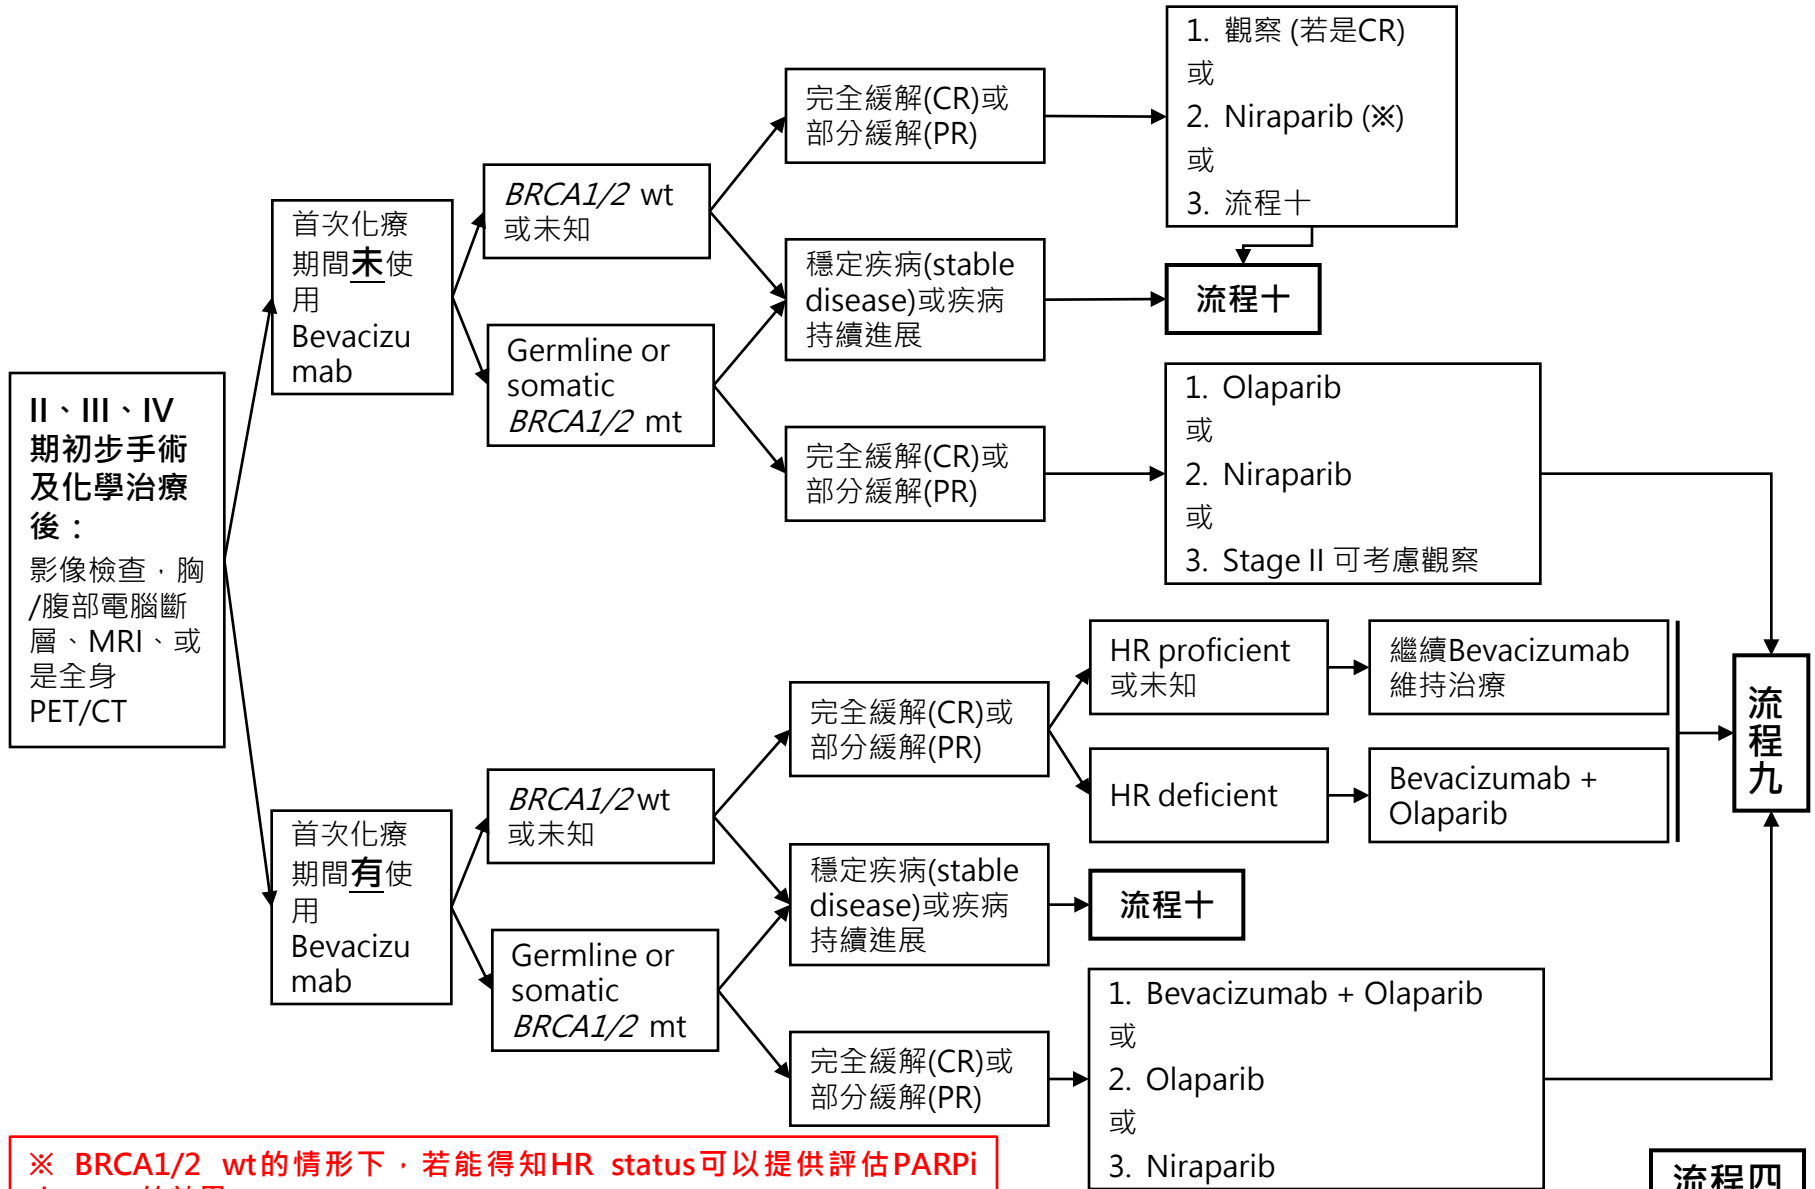 II、III、IV
期初步手術
及化學治療
後：
影像檢查，胸
/腹部電腦斷
層、MRI、或
是全身
PET/CT
首次化療
期間未使
用
Bevacizu
mab
BRCA1/2 wt
或未知
Germline or
somatic
BRCA1/2 mt
完全緩解(CR)或
部分緩解(PR)
穩定疾病(stable
disease)或疾病
持續進展
完全緩解(CR)或
部分緩解(PR)
1. 觀察 (若是CR)
或
2. Niraparib (※)
或
3. 流程十
流程十
1. Olaparib
或
2. Niraparib
或
3. Stage II 可考慮觀察
首次化療
期間有使
用
Bevacizu
mab
BRCA1/2 wt
或未知
Germline or
somatic
BRCA1/2 mt
完全緩解(CR)或
部分緩解(PR)
穩定疾病(stable
disease)或疾病
持續進展
完全緩解(CR)或
部分緩解(PR)
HR proficient
或未知
繼續Bevacizumab
維持治療
HR deficient
Bevacizumab +
Olaparib
流程十
1. Bevacizumab + Olaparib
或
2. Olaparib
或
3. Niraparib
流程九
※ BRCA1/2 wt的情形下，若能得知HR status可以提供評估PARPi
流程四